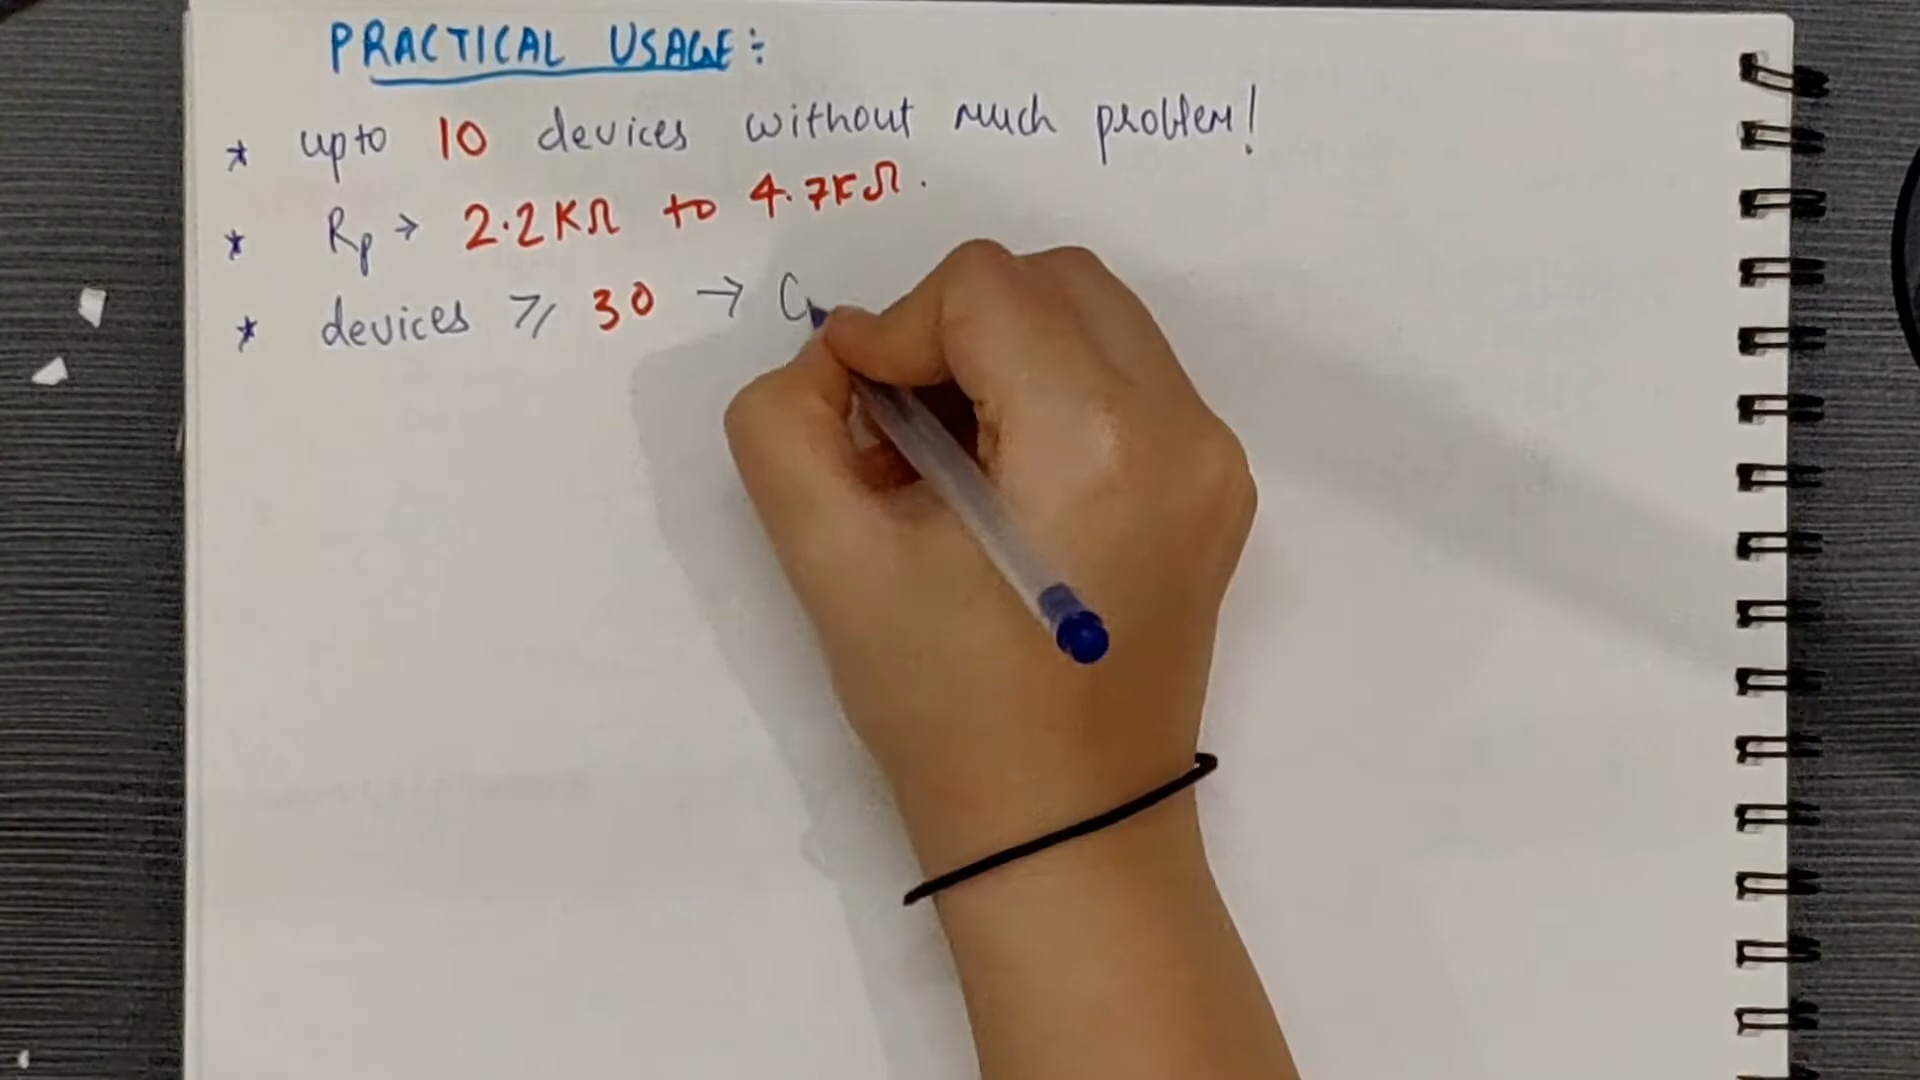 PRACTICAL USAGE:
* upto 10 devices without much problem!
* Rp → 2.2KΩ to 4.7KΩ.
* devices ⩾ 30 → C